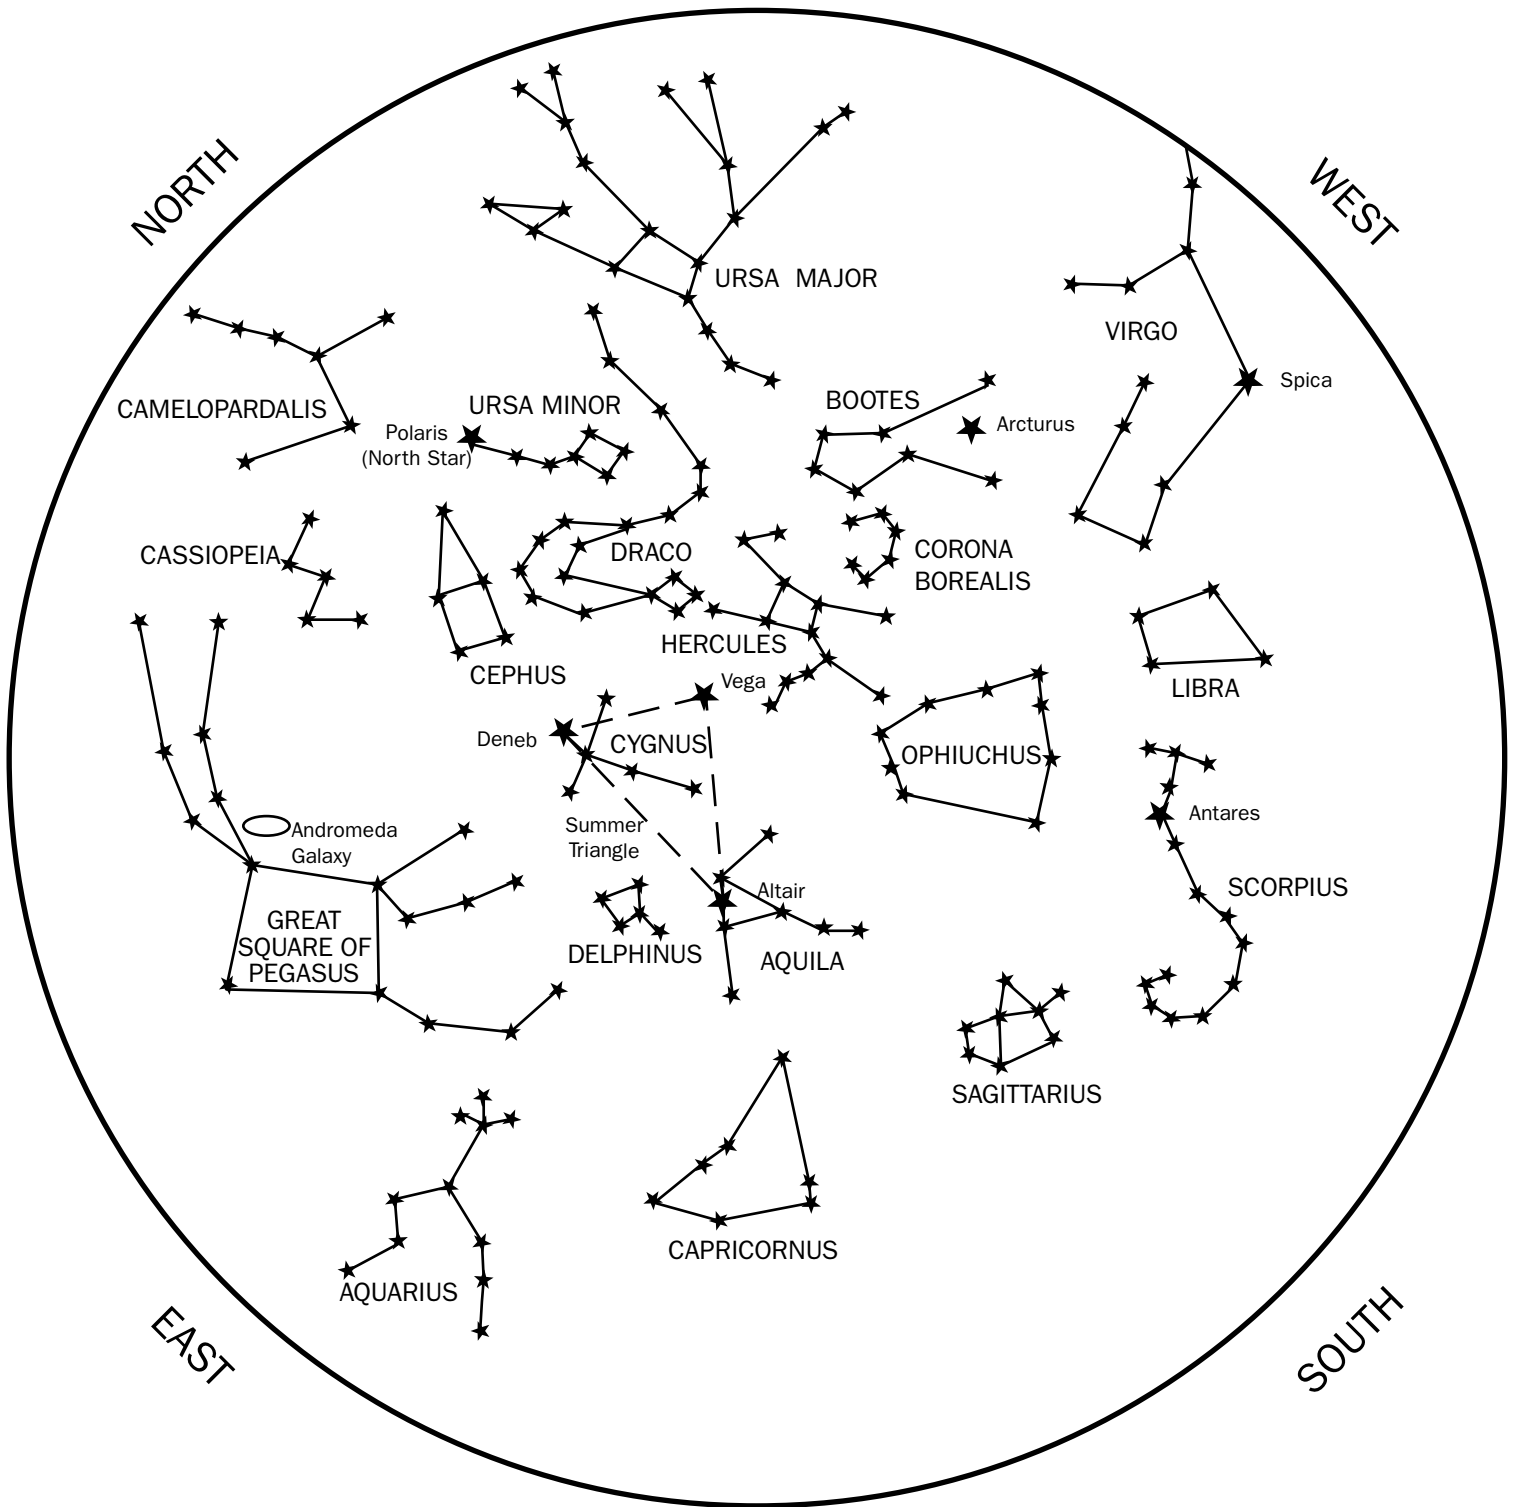 NORTH
WEST
URSA MAJOR
VIRGO
Spica
CAMELOPARDALIS
URSA MINOR
Polaris
(North Star)
BOOTES
Arcturus
CASSIOPEIA
DRACO
CORONA
BOREALIS
HERCULES
CEPHUS
LIBRA
Vega
Deneb
CYGNUS
OPHIUCHUS
Summer
Triangle
Antares
Andromeda
Galaxy
Altair
SCORPIUS
GREAT
SQUARE OF
PEGASUS
DELPHINUS
AQUILA
SAGITTARIUS
CAPRICORNUS
AQUARIUS
EAST
SOUTH